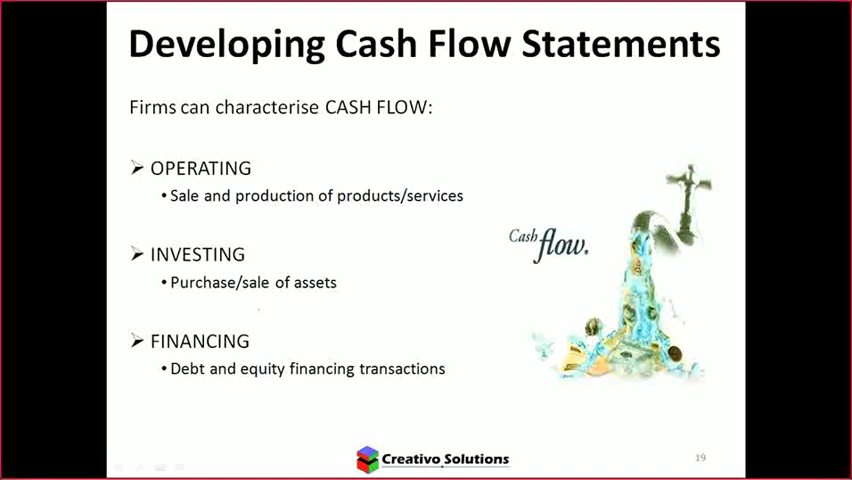 Developing Cash Flow Statements
Firms can characterise CASH FLOW:
➢ OPERATING
• Sale and production of products/services
➢ INVESTING
• Purchase/sale of assets
➢ FINANCING
• Debt and equity financing transactions
Cash flow.
Creativo Solutions
19